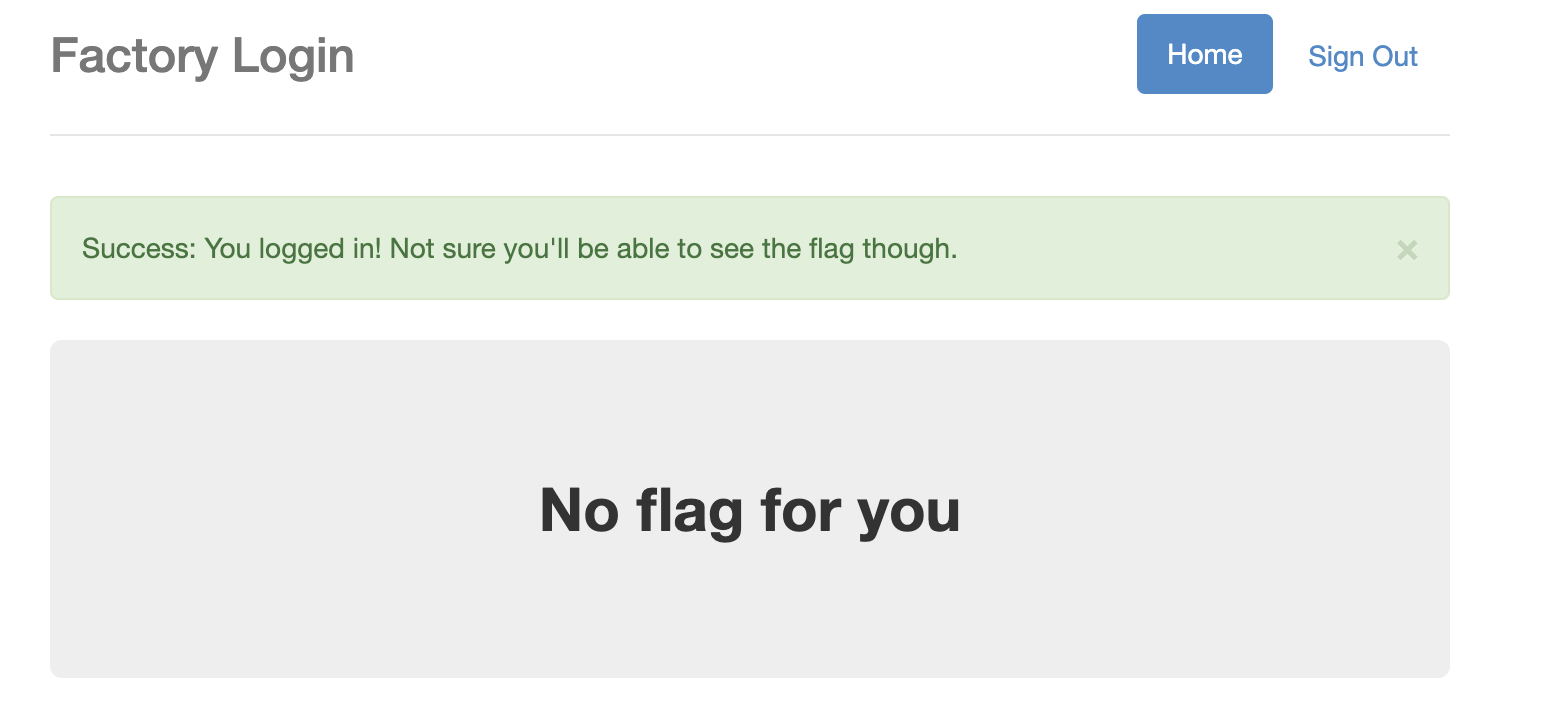 Factory Login
Home
Sign Out
Success: You logged in! Not sure you'll be able to see the flag though.
×
No flag for you